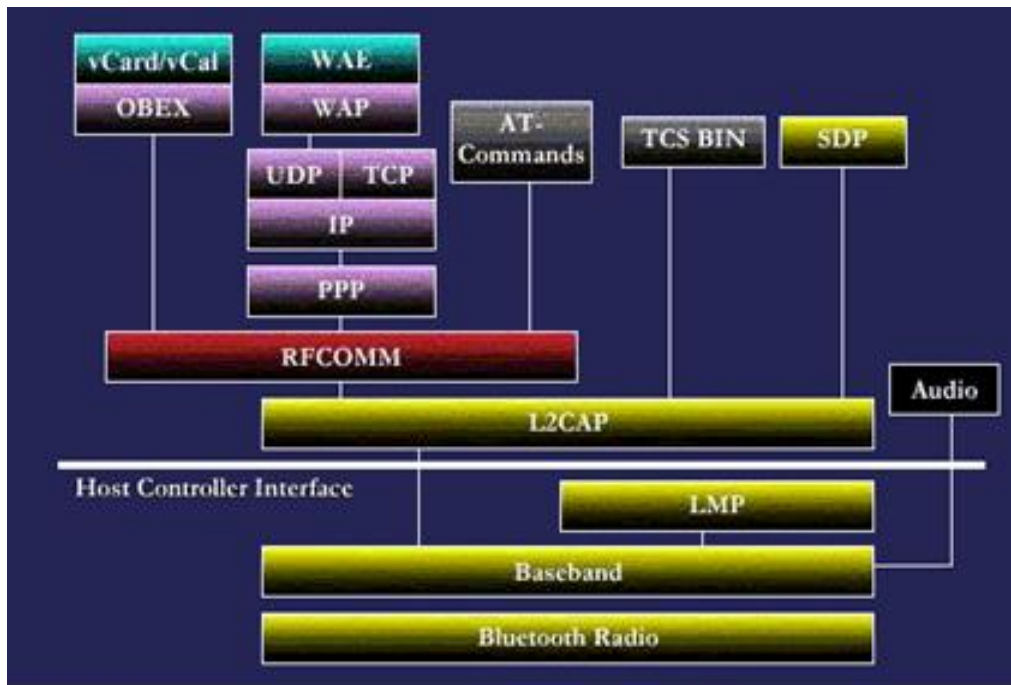 vCard/vCal
OBEX
WAE
WAP
UDP
TCP
IP
PPP
AT-
Commands
TCS BIN
SDP
RFCOMM
Audio
L2CAP
Host Controller Interface
LMP
Baseband
Bluetooth Radio